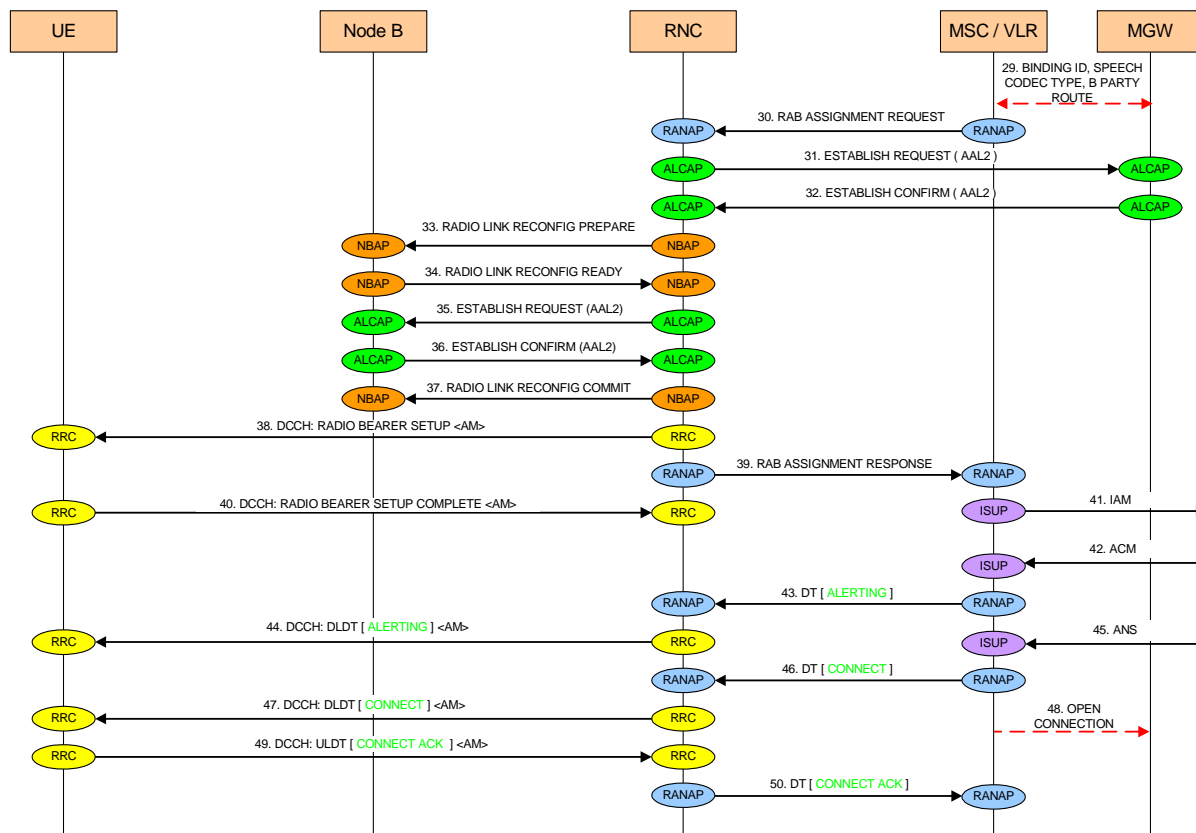 UE
Node B
RNC
MSC / VLR
MGW
29. BINDING ID, SPEECH
CODEC TYPE, B PARTY
ROUTE
30. RAB ASSIGNMENT REQUEST
RANAP
RANAP
31. ESTABLISH REQUEST ( AAL2 )
ALCAP
ALCAP
32. ESTABLISH CONFIRM ( AAL2 )
ALCAP
ALCAP
33. RADIO LINK RECONFIG PREPARE
NBAP
NBAP
34. RADIO LINK RECONFIG READY
NBAP
NBAP
35. ESTABLISH REQUEST (AAL2)
ALCAP
ALCAP
36. ESTABLISH CONFIRM (AAL2)
ALCAP
ALCAP
37. RADIO LINK RECONFIG COMMIT
NBAP
NBAP
38. DCCH: RADIO BEARER SETUP <AM>
RRC
RRC
39. RAB ASSIGNMENT RESPONSE
RANAP
RANAP
40. DCCH: RADIO BEARER SETUP COMPLETE <AM>
RRC
RRC
41. IAM
ISUP
42. ACM
ISUP
43. DT [ ALERTING ]
RANAP
RANAP
44. DCCH: DLDT [ ALERTING ] <AM>
RRC
RRC
45. ANS
ISUP
46. DT [ CONNECT ]
RANAP
RANAP
47. DCCH: DLDT [ CONNECT ] <AM>
RRC
RRC
48. OPEN
CONNECTION
49. DCCH: ULDT [ CONNECT ACK ] <AM>
RRC
RRC
50. DT [ CONNECT ACK ]
RANAP
RANAP